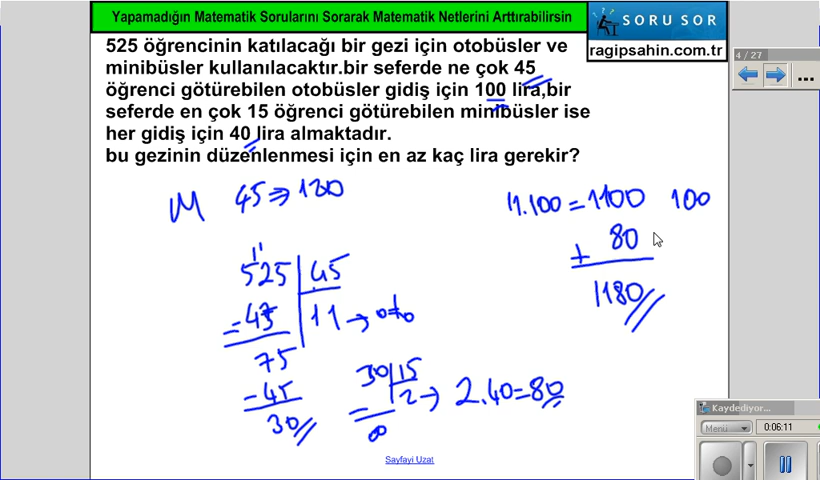 Yapamadığın Matematik Sorularını Sorarak Matematik Netlerini Arttırabilirsin
SORU SOR
ragipsahin.com.tr
4 / 27
525 öğrencinin katılacağı bir gezi için otobüsler ve
minibüsler kullanılacaktır.bir seferde ne çok 45
öğrenci götürebilen otobüsler gidiş için 100 lira,bir
seferde en çok 15 öğrenci götürebilen minibüsler ise
her gidiş için 40 lira almaktadır.
bu gezinin düzenlenmesi için en az kaç lira gerekir?
M 45 ⇒ 120
11.100 = 1100 100
+ 80
1180
525 | 45
= 45 11 → oto
75
= 45
30
30 | 15
= 2 → 2.40=80
00
Sayfayi Uzat
Kaydediyor...
Menü
0:06:11